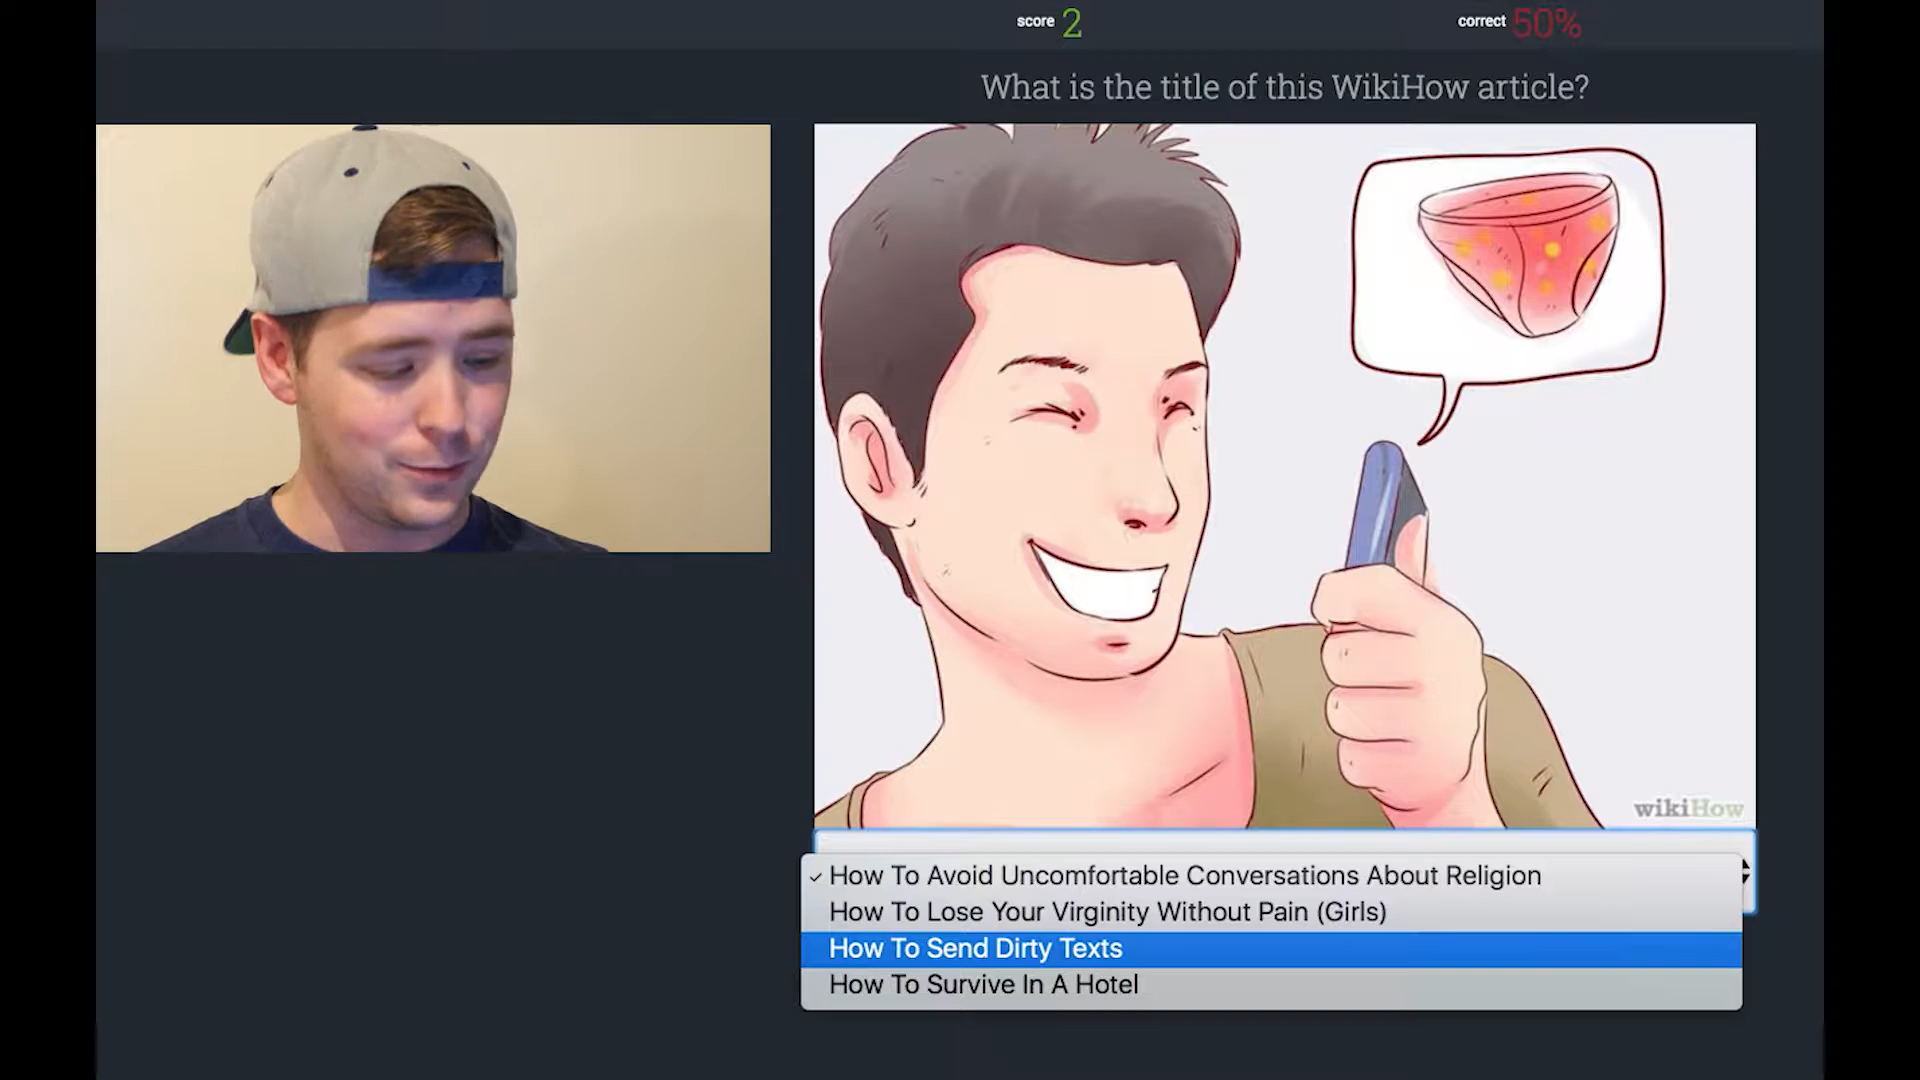 score 2
correct 50%
What is the title of this WikiHow article?
wikiHow
✓ How To Avoid Uncomfortable Conversations About Religion
How To Lose Your Virginity Without Pain (Girls)
How To Send Dirty Texts
How To Survive In A Hotel